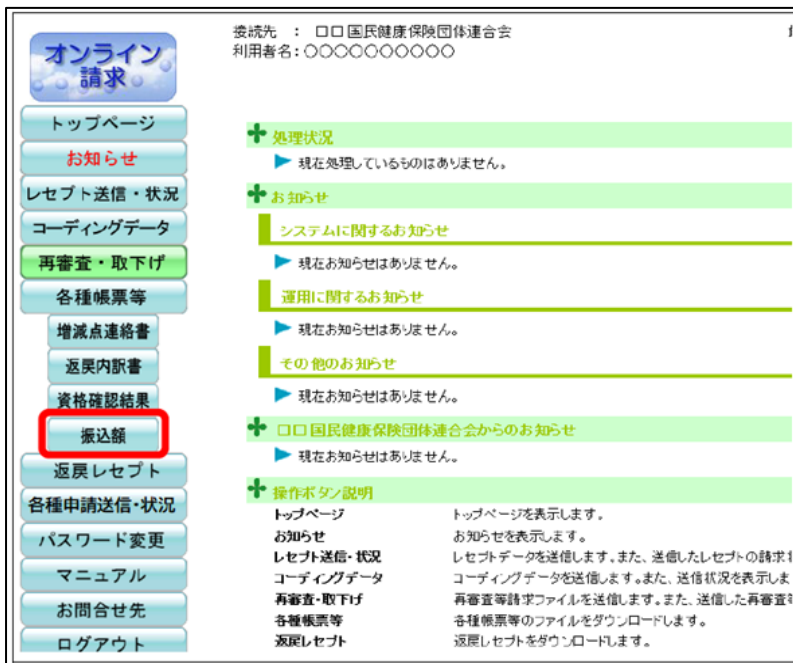 オンライン
請求
トップページ
お知らせ
レセプト送信・状況
コーディングデータ
再審査・取下げ
各種帳票等
増減点連絡書
返戻内訳書
資格確認結果
振込額
返戻レセプト
各種申請送信・状況
パスワード変更
マニュアル
お問合せ先
ログアウト
接続先 : 口口国民健康保険団体連合会
利用者名:○○○○○○○○○○
処理状況
現在処理しているものはありません。
お知らせ
システムに関するお知らせ
現在お知らせはありません。
運用に関するお知らせ
現在お知らせはありません。
その他のお知らせ
現在お知らせはありません。
口口国民健康保険団体連合会からのお知らせ
現在お知らせはありません。
操作ボタン説明
トップページ トップページを表示します。
お知らせ お知らせを表示します。
レセプト送信・状況 レセプトデータを送信します。また、送信したレセプトの請求
コーディングデータ コーディングデータを送信します。また、送信状況を表示しま
再審査・取下げ 再審査等請求ファイルを送信します。また、送信した再審査
各種帳票等 各種帳票等のファイルをダウンロードします。
返戻レセプト 返戻レセプトをダウンロードします。